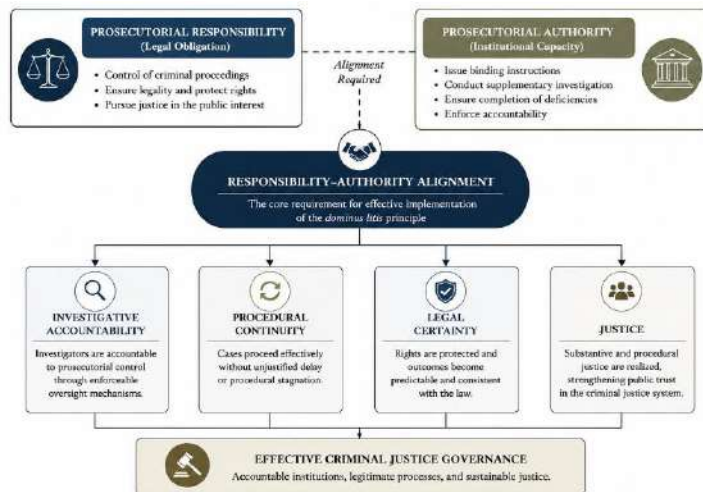 PROSECUTORIAL RESPONSIBILITY
(Legal Obligation)
• Control of criminal proceedings
• Ensure legality and protect rights
• Pursue justice in the public interest
Alignment
Required
PROSECUTORIAL AUTHORITY
(Institutional Capacity)
• Issue binding instructions
• Conduct supplementary investigation
• Ensure completion of deficiencies
• Enforce accountability
RESPONSIBILITY–AUTHORITY ALIGNMENT
The core requirement for effective implementation
of the dominus litis principle
INVESTIGATIVE
ACCOUNTABILITY
Investigators are accountable
to prosecutorial control
through enforceable
oversight mechanisms.
PROCEDURAL
CONTINUITY
Cases proceed effectively
without unjustified delay
or procedural stagnation.
LEGAL
CERTAINTY
Rights are protected and
outcomes become
predictable and consistent
with the law.
JUSTICE
Substantive and procedural
justice are realized,
strengthening public trust
in the criminal justice system.
EFFECTIVE CRIMINAL JUSTICE GOVERNANCE
Accountable institutions, legitimate processes, and sustainable justice.